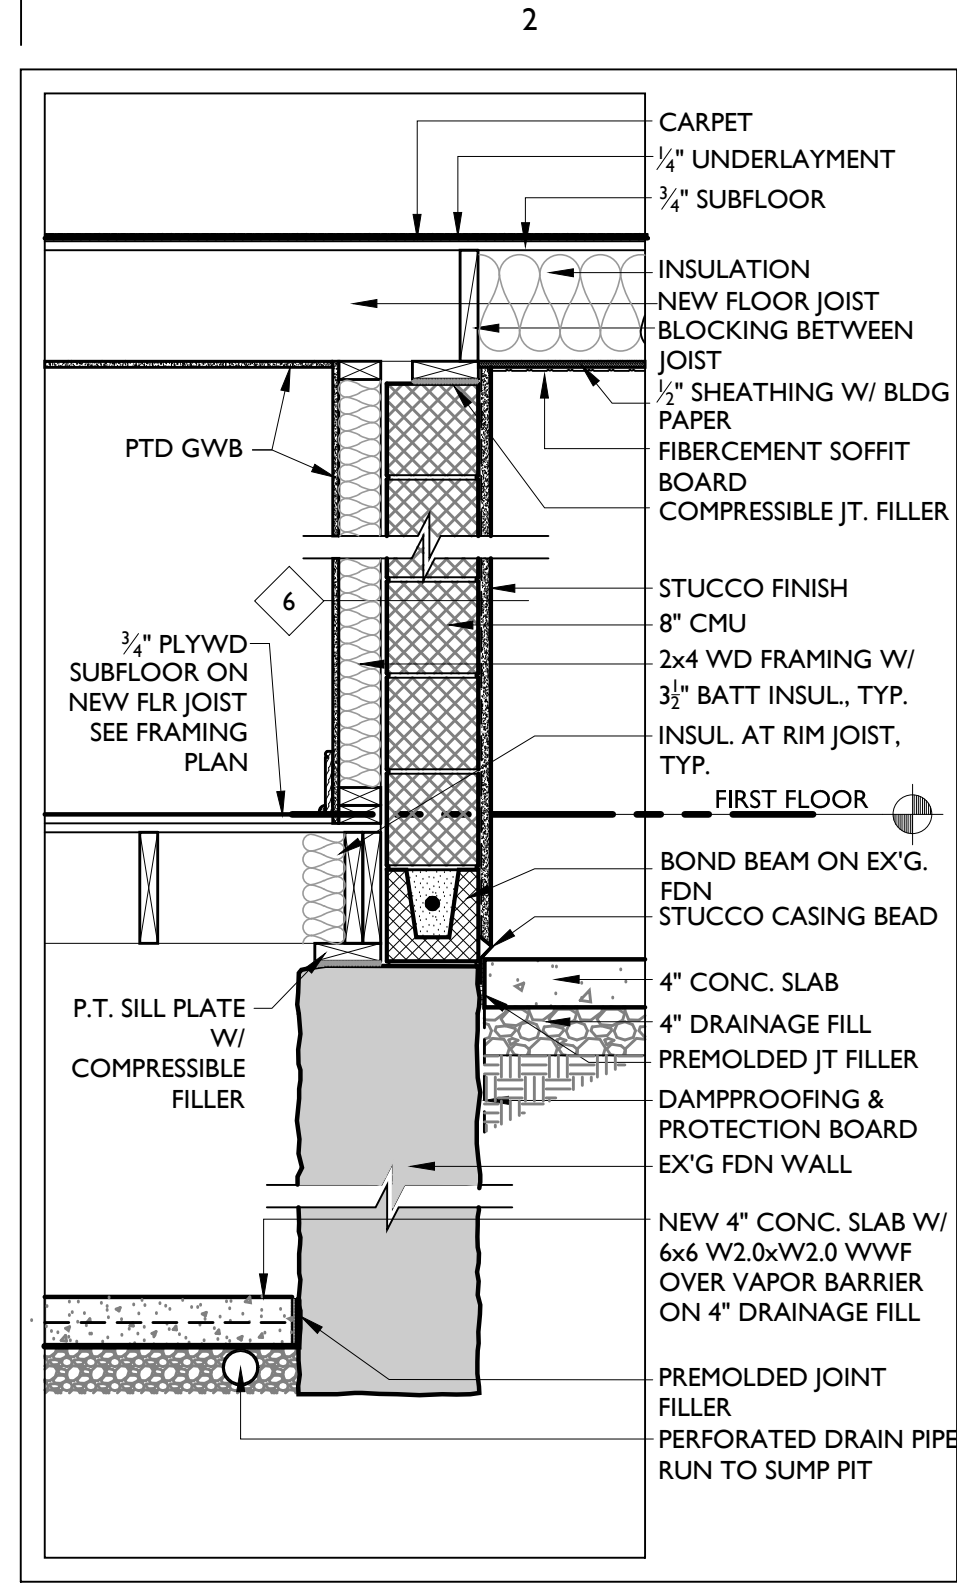 2
CARPET
¼" UNDERLAYMENT
¾" SUBFLOOR
INSULATION
NEW FLOOR JOIST
BLOCKING BETWEEN
JOIST
½" SHEATHING W/ BLDG
PAPER
FIBERCEMENT SOFFIT
BOARD
COMPRESSIBLE JT. FILLER
PTD GWB
STUCCO FINISH
6
8" CMU
¾" PLYWD
SUBFLOOR ON
NEW FLR JOIST
SEE FRAMING
PLAN
2x4 WD FRAMING W/
3½" BATT INSUL., TYP.
INSUL. AT RIM JOIST,
TYP.
FIRST FLOOR
BOND BEAM ON EX'G.
FDN
STUCCO CASING BEAD
4" CONC. SLAB
4" DRAINAGE FILL
PREMOLDED JT FILLER
P.T. SILL PLATE
W/
COMPRESSIBLE
FILLER
DAMPPROOFING &
PROTECTION BOARD
EX'G FDN WALL
NEW 4" CONC. SLAB W/
6x6 W2.0xW2.0 WWF
OVER VAPOR BARRIER
ON 4" DRAINAGE FILL
PREMOLDED JOINT
FILLER
PERFORATED DRAIN PIPE
RUN TO SUMP PIT